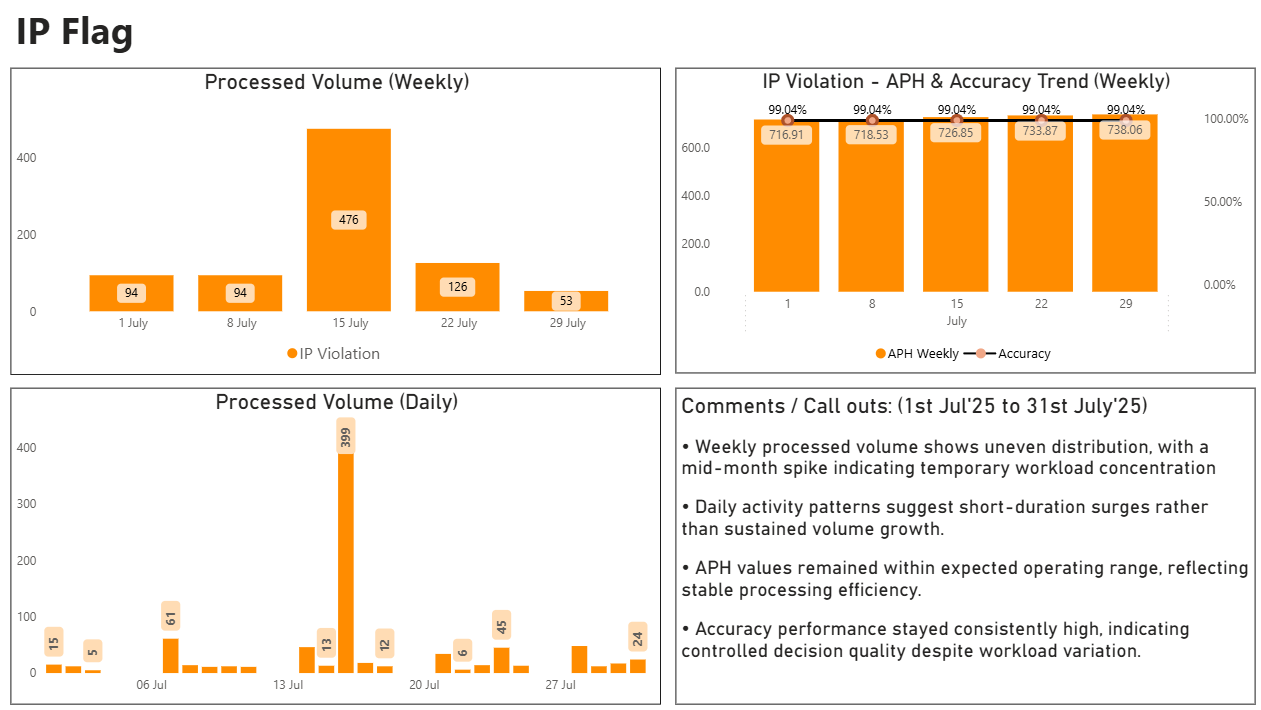 IP Flag
Processed Volume (Weekly)
400
200
0
94
94
476
126
53
1 July
8 July
15 July
22 July
29 July
IP Violation
IP Violation - APH & Accuracy Trend (Weekly)
99.04%
99.04%
99.04%
99.04%
99.04%
716.91
718.53
726.85
733.87
738.06
600.0
400.0
200.0
0.0
100.00%
50.00%
0.00%
1
8
15
22
29
July
APH Weekly
Accuracy
Processed Volume (Daily)
400
300
200
100
0
15
5
61
13
399
12
6
45
24
06 Jul
13 Jul
20 Jul
27 Jul
Comments / Call outs: (1st Jul'25 to 31st July'25)
• Weekly processed volume shows uneven distribution, with a
mid-month spike indicating temporary workload concentration
• Daily activity patterns suggest short-duration surges rather
than sustained volume growth.
• APH values remained within expected operating range, reflecting
stable processing efficiency.
• Accuracy performance stayed consistently high, indicating
controlled decision quality despite workload variation.